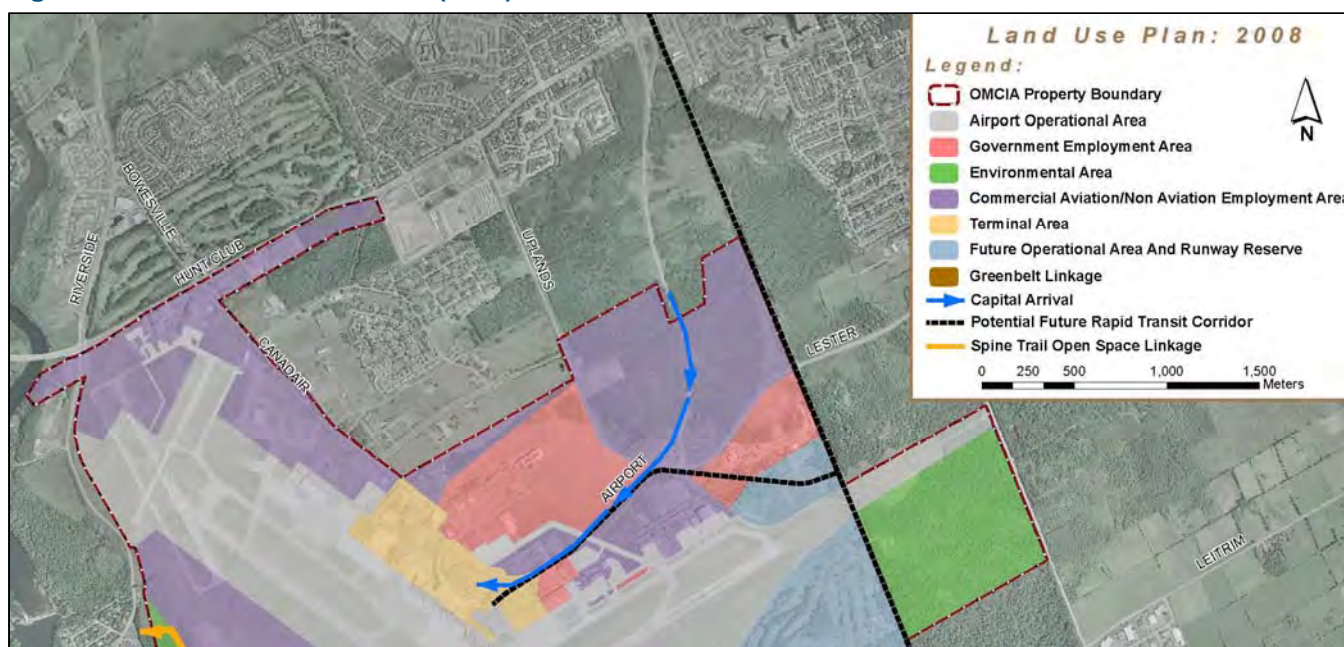 Land Use Plan: 2008
Legend:
OMCIA Property Boundary
Airport Operational Area
Government Employment Area
Environmental Area
Commercial Aviation/Non Aviation Employment Area
Terminal Area
Future Operational Area And Runway Reserve
Greenbelt Linkage
Capital Arrival
Potential Future Rapid Transit Corridor
Spine Trail Open Space Linkage
0 250 500 1,000 1,500
Meters
N
BOWESVILLE
RIVERSIDE
HUNT CLUB
UPLANDS
CANADAIR
LESTER
AIRPORT
LEITRIM